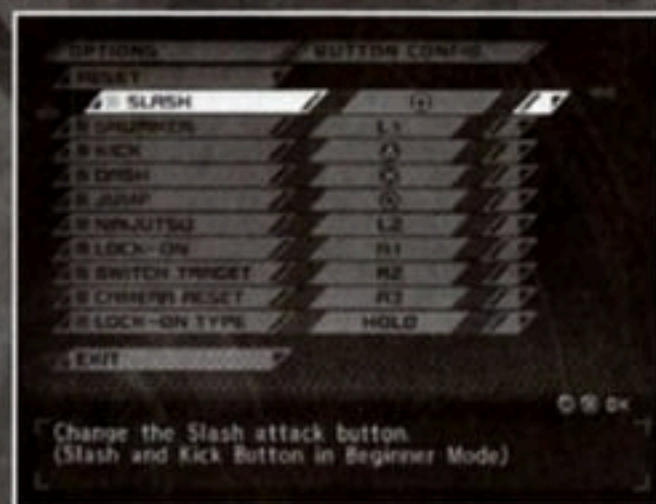 OPTIONS BUTTON CONFIG.
RESET
SLASH
SHURIKEN L1
KICK
DASH
JUMP
NINJUTSU L2
LOCK-ON R1
SWITCH TARGET R2
CAMERA RESET R3
LOCK-ON TYPE HOLD
EXIT
OK
Change the Slash attack button.
(Slash and Kick Button in Beginner Mode)